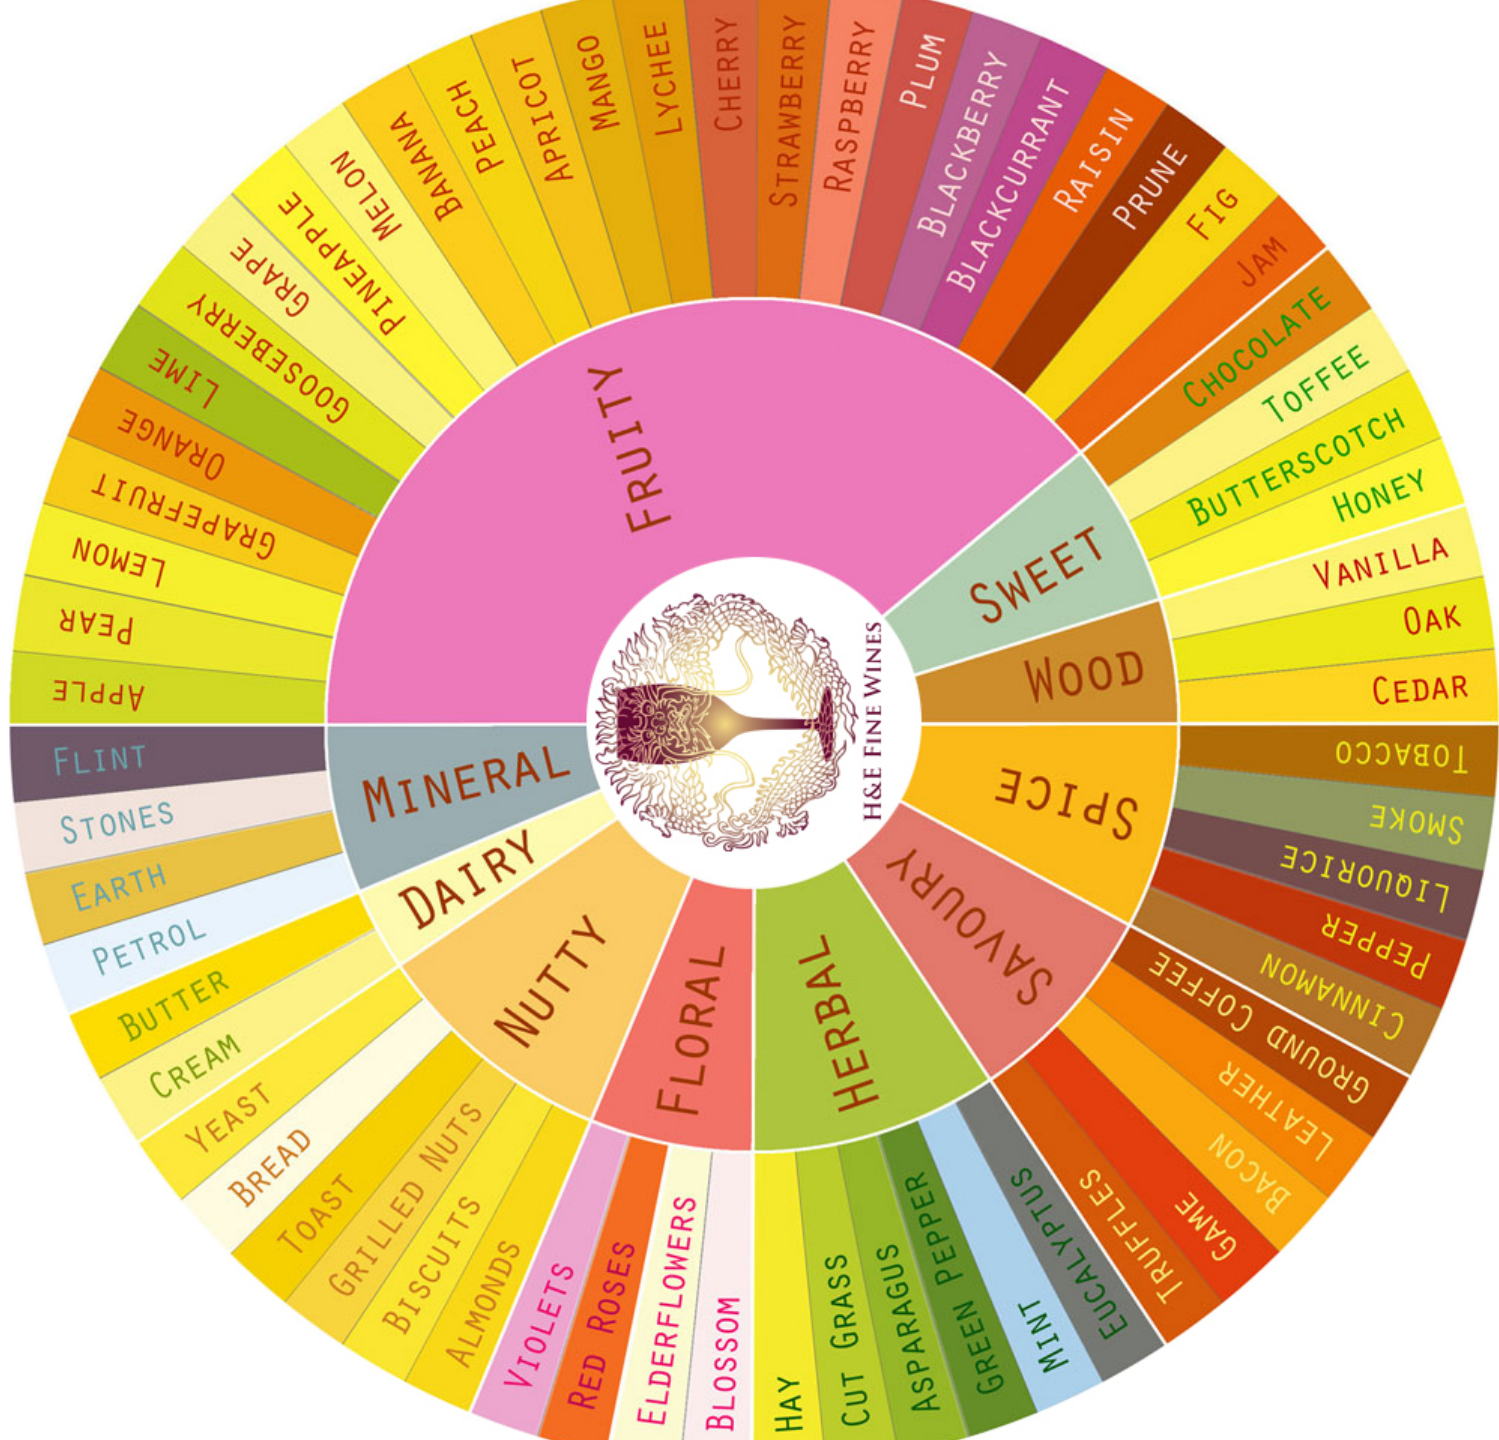 FRUITY
APPLE
PEAR
LEMON
GRAPEFRUIT
ORANGE
LIME
GOOSEBERRY
GRAPE
PINEAPPLE
MELON
BANANA
PEACH
APRICOT
MANGO
LYCHEE
CHERRY
STRAWBERRY
RASPBERRY
PLUM
BLACKBERRY
BLACKCURRANT
RAISIN
PRUNE
FIG
JAM
SWEET
CHOCOLATE
TOFFEE
BUTTERSCOTCH
HONEY
WOOD
VANILLA
OAK
CEDAR
SPICE
TOBACCO
SMOKE
LIQUORICE
PEPPER
CINNAMON
SAVOURY
GROUND COFFEE
LEATHER
BACON
GAME
TRUFFLES
HERBAL
EUCALYPTUS
MINT
GREEN PEPPER
ASPARAGUS
CUT GRASS
HAY
FLORAL
BLOSSOM
ELDERFLOWERS
RED ROSES
VIOLETS
NUTTY
ALMONDS
BISCUITS
GRILLED NUTS
TOAST
BREAD
YEAST
DAIRY
CREAM
BUTTER
MINERAL
PETROL
EARTH
STONES
FLINT
H&E FINE WINES